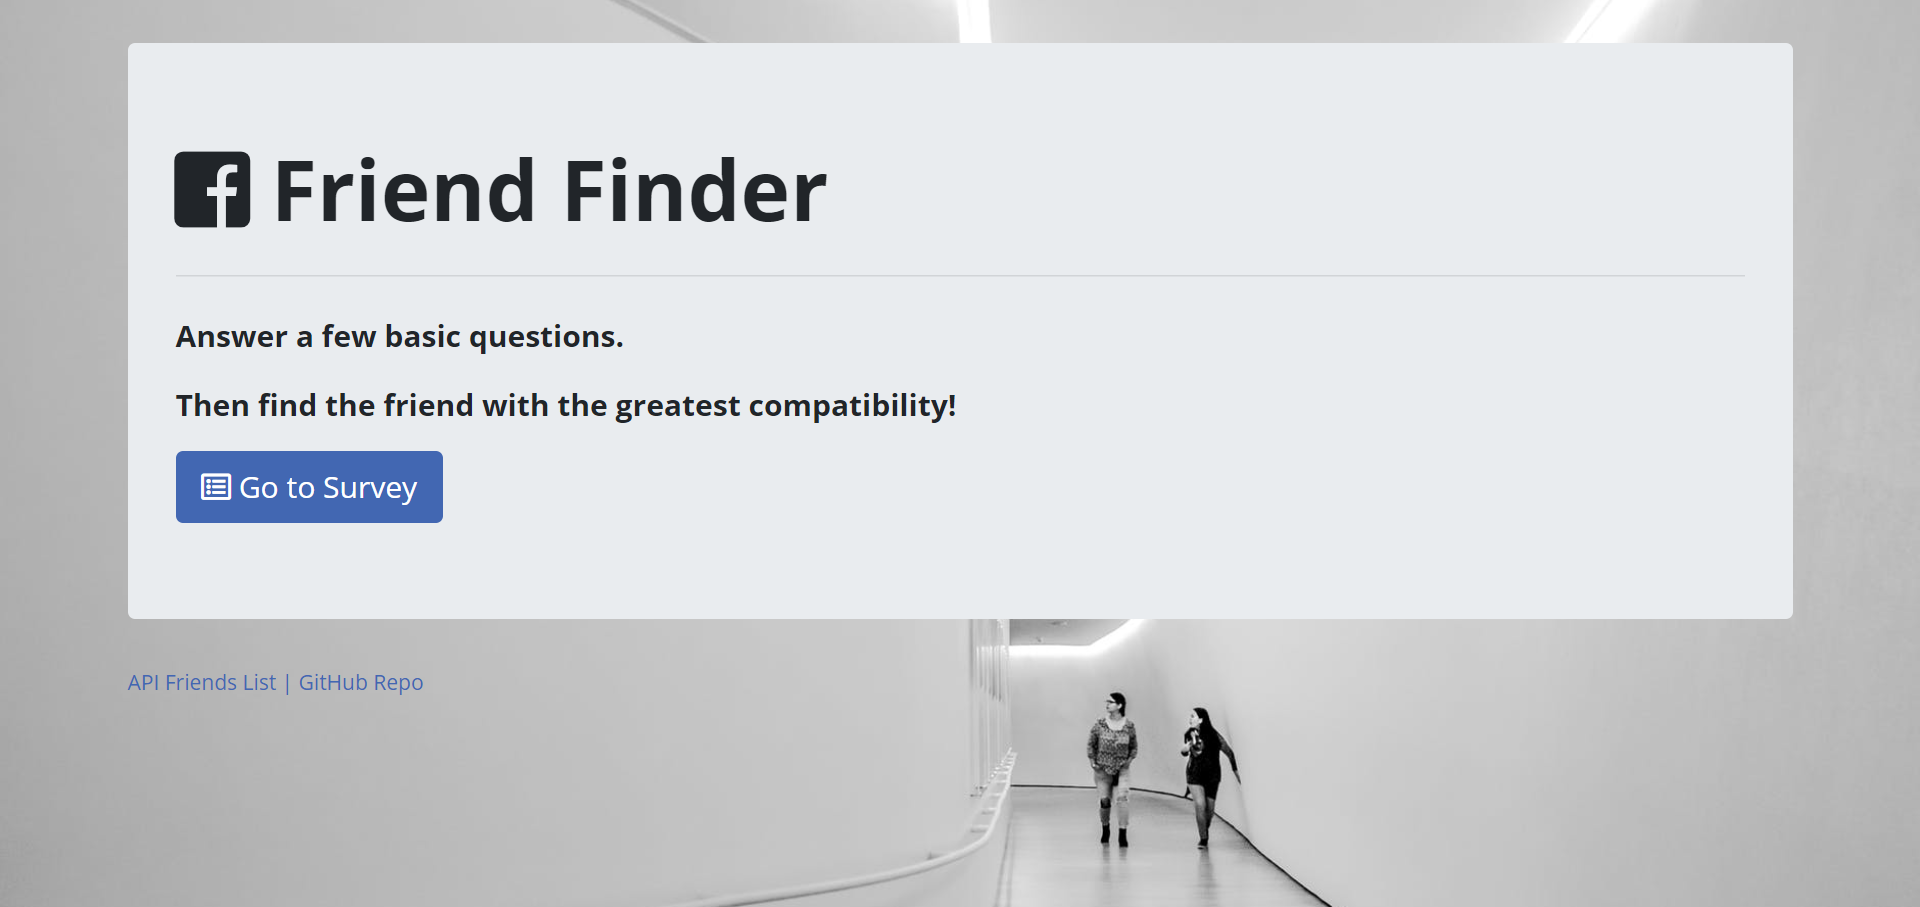 Friend Finder
Answer a few basic questions.
Then find the friend with the greatest compatibility!
Go to Survey
API Friends List | GitHub Repo